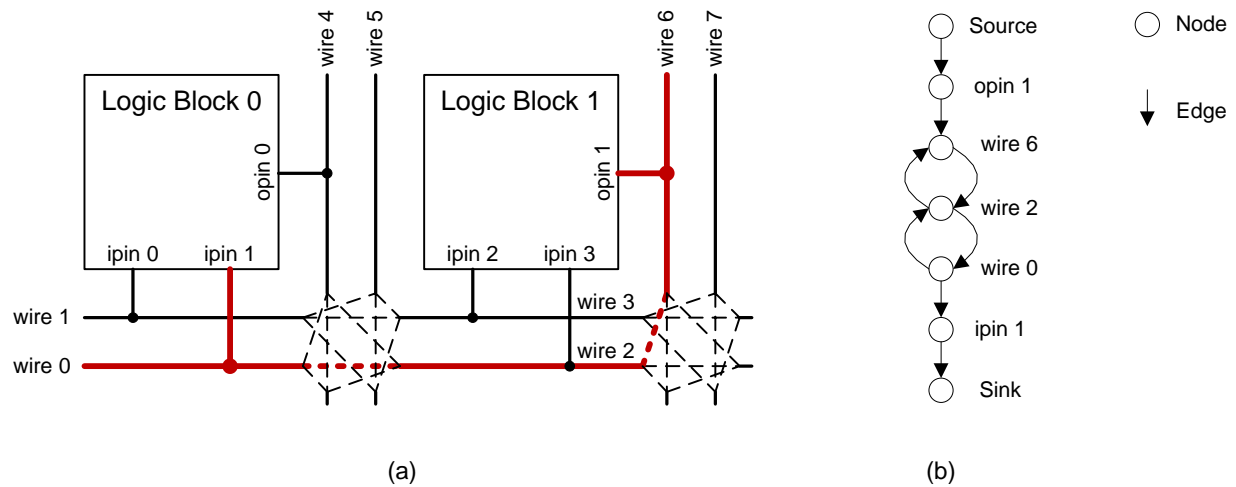 wire 4
wire 5
wire 6
wire 7
Logic Block 0
Logic Block 1
opin 0
opin 1
ipin 0
ipin 1
ipin 2
ipin 3
wire 1
wire 3
wire 0
wire 2
(a)
Source
opin 1
wire 6
wire 2
wire 0
ipin 1
Sink
Node
Edge
(b)